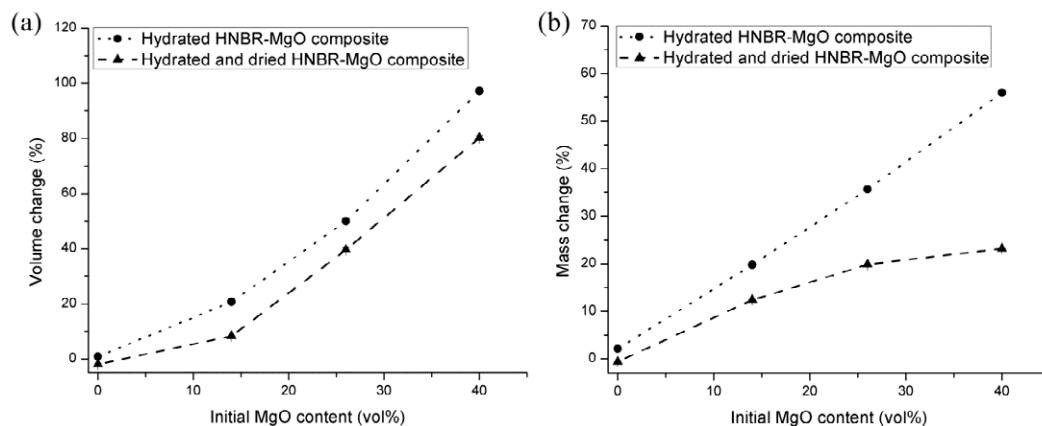 (a)
Hydrated HNBR-MgO composite
Hydrated and dried HNBR-MgO composite
120
100
80
60
40
20
0
Volume change (%)
0 10 20 30 40
Initial MgO content (vol%)
(b)
Hydrated HNBR-MgO composite
Hydrated and dried HNBR-MgO composite
70
60
50
40
30
20
10
0
Mass change (%)
0 10 20 30 40
Initial MgO content (vol%)